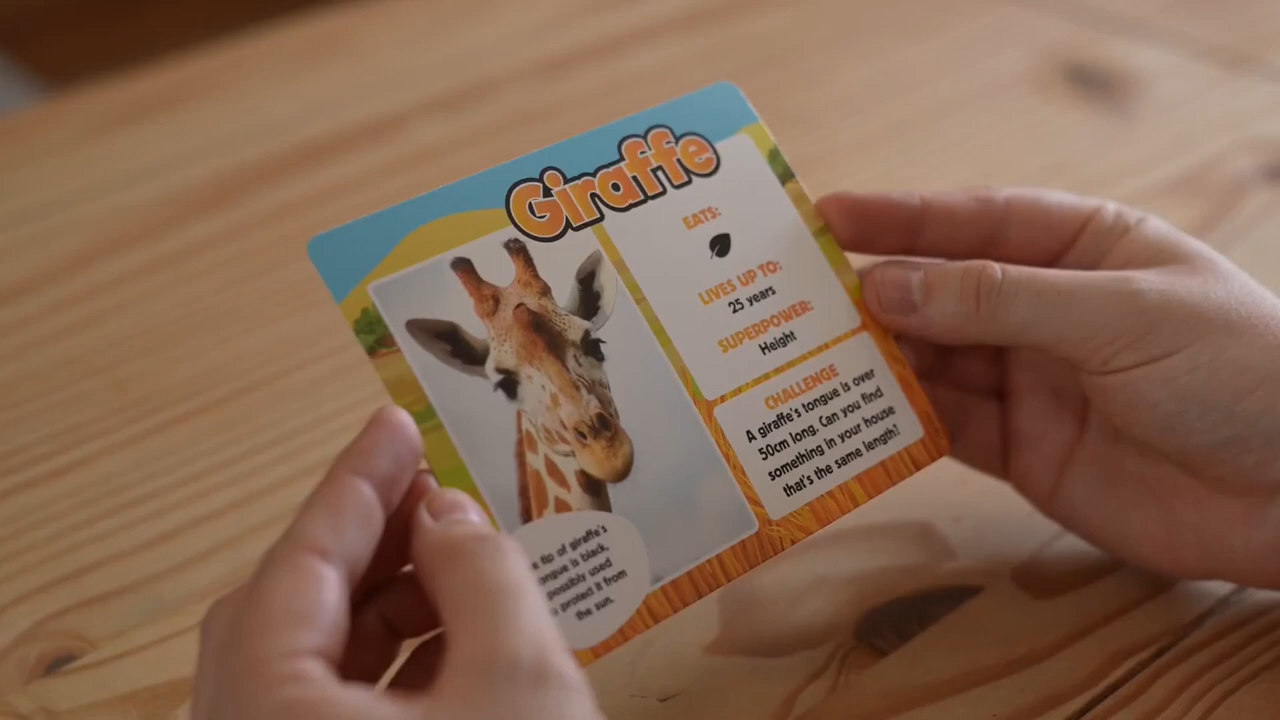 Giraffe
EATS:
LIVES UP TO:
25 years
SUPERPOWER:
Height
CHALLENGE
A giraffe's tongue is over
50cm long. Can you find
something in your house
that's the same length?
tip of giraffe's
is black,
possibly used
protect it from
the sun.